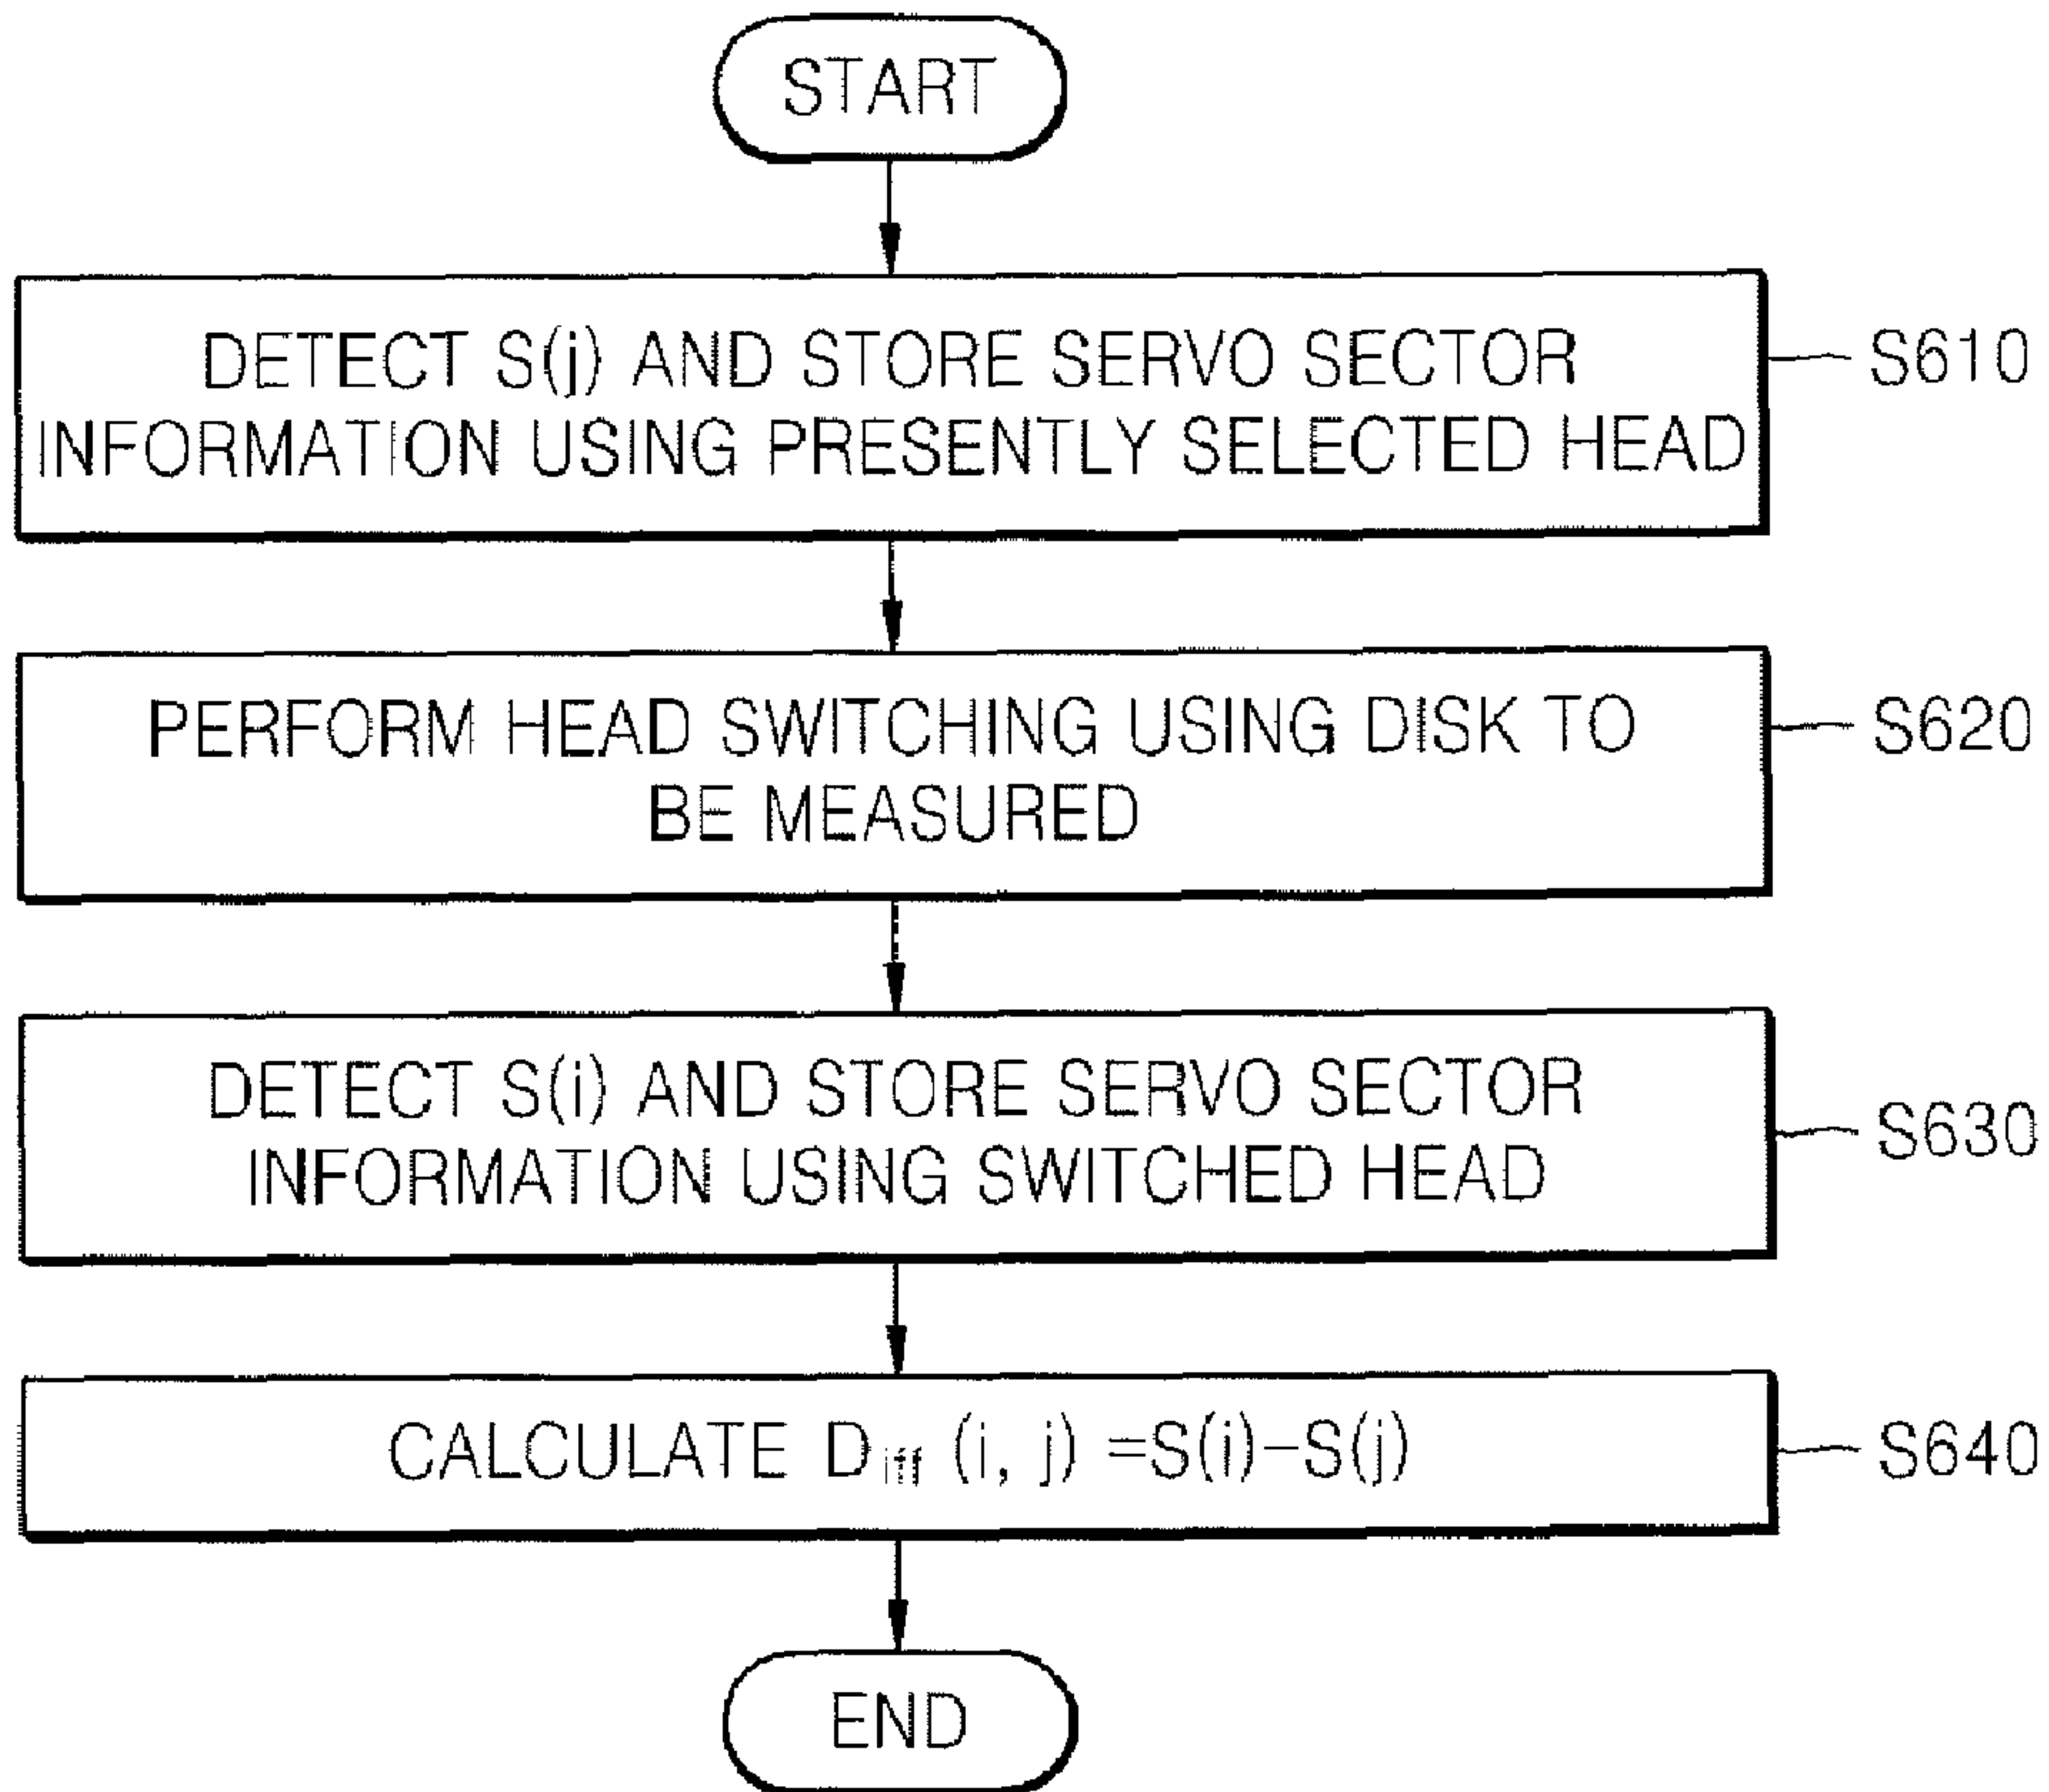 START
DETECT S(j) AND STORE SERVO SECTOR
INFORMATION USING PRESENTLY SELECTED HEAD
S610
PERFORM HEAD SWITCHING USING DISK TO
BE MEASURED
S620
DETECT S(i) AND STORE SERVO SECTOR
INFORMATION USING SWITCHED HEAD
S630
CALCULATE Diff (i, j) =S(i)-S(j)
S640
END